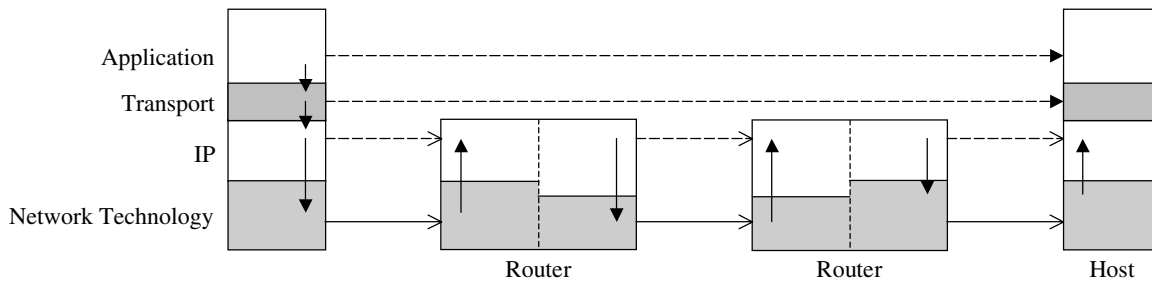 Application
Transport
IP
Network Technology
Router
Router
Host